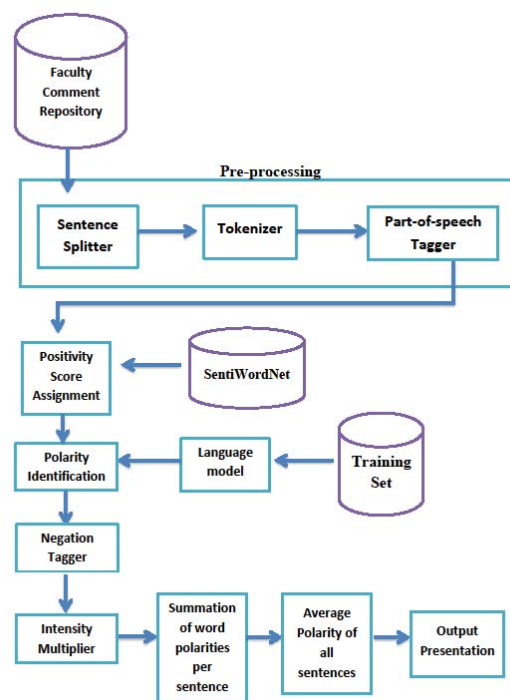 Faculty
Comment
Repository
Pre-processing
Sentence
Splitter
Tokenizer
Part-of-speech
Tagger
Positivity
Score
Assignment
SentiWordNet
Polarity
Identification
Language
model
Training
Set
Negation
Tagger
Intensity
Multiplier
Summation
of word
polarities
per
sentence
Average
Polarity of
all
sentences
Output
Presentation